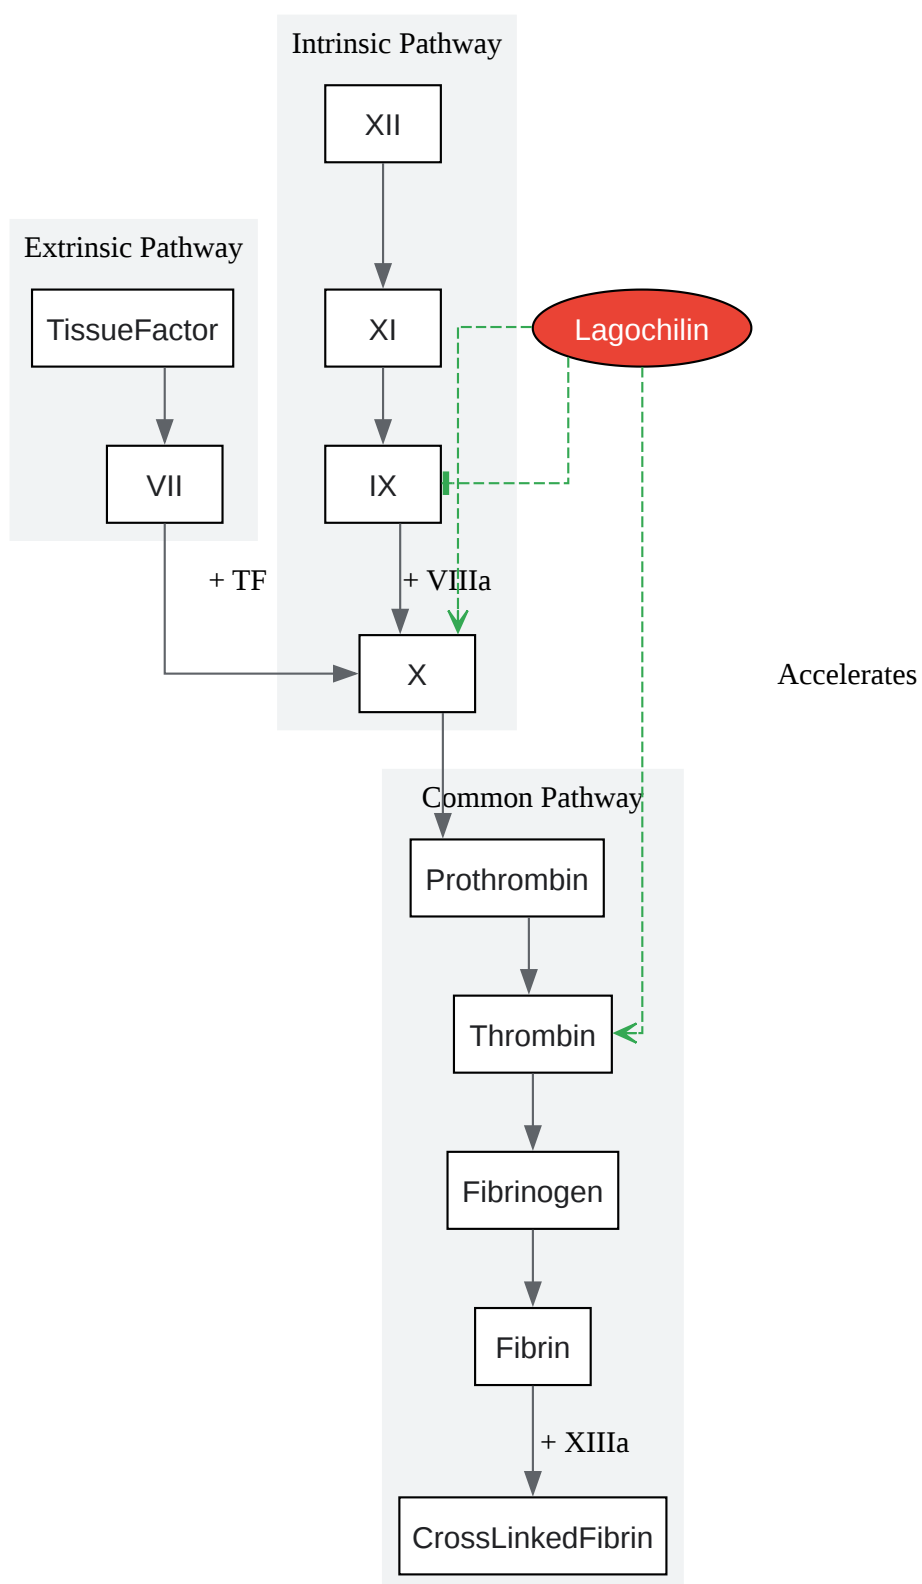 Intrinsic Pathway
XII
Extrinsic Pathway
TissueFactor
XI
Lagochilin
VII
IX
+ TF
+ VIIIa
X
Accelerates
Common Pathway
Prothrombin
Thrombin
Fibrinogen
Fibrin
+ XIIIa
CrossLinkedFibrin